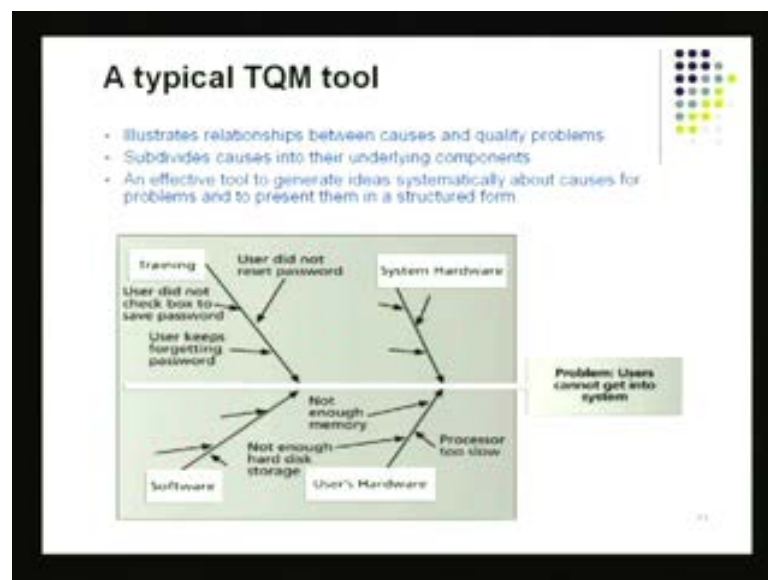 A typical TQM tool
Illustrates relationships between causes and quality problems
Subdivides causes into their underlying components
An effective tool to generate ideas systematically about causes for
problems and to present them in a structured form
Training
User did not
reset password
System Hardware
User did not
check box to
save password
User keeps
forgetting
password
Problem: Users
cannot get into
system
Not
enough
memory
Not enough
hard disk
storage
Processor
too slow
Software
User's Hardware